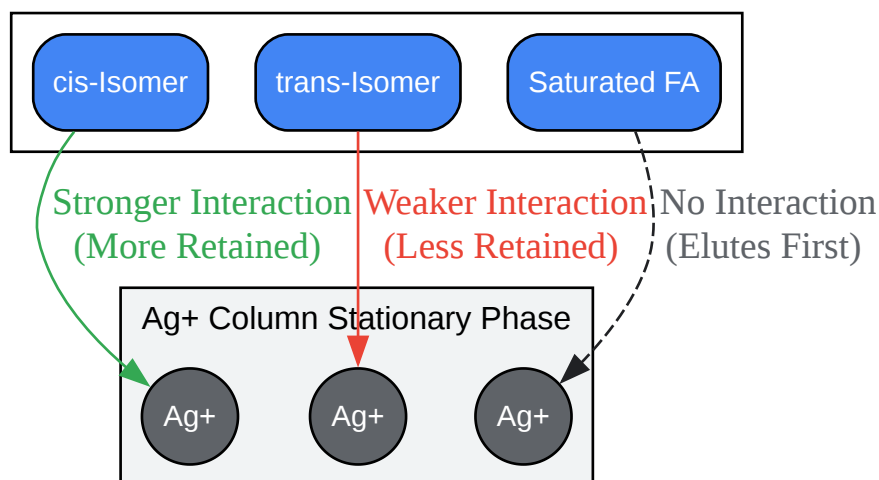 cis-Isomer
trans-Isomer
Saturated FA
Stronger Interaction
(More Retained)
Weaker Interaction
(Less Retained)
No Interaction
(Elutes First)
Ag+ Column Stationary Phase
Ag+
Ag+
Ag+